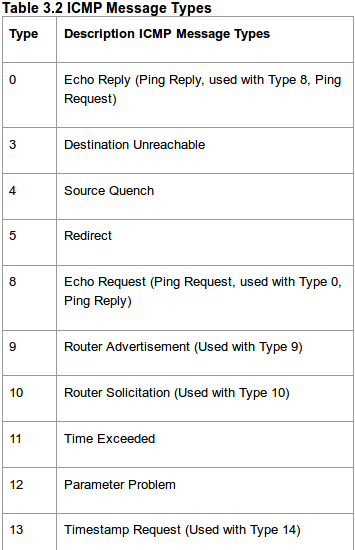 Table 3.2 ICMP Message Types
Type Description ICMP Message Types
0 Echo Reply (Ping Reply, used with Type 8, Ping
Request)
3 Destination Unreachable
4 Source Quench
5 Redirect
8 Echo Request (Ping Request, used with Type 0,
Ping Reply)
9 Router Advertisement (Used with Type 9)
10 Router Solicitation (Used with Type 10)
11 Time Exceeded
12 Parameter Problem
13 Timestamp Request (Used with Type 14)